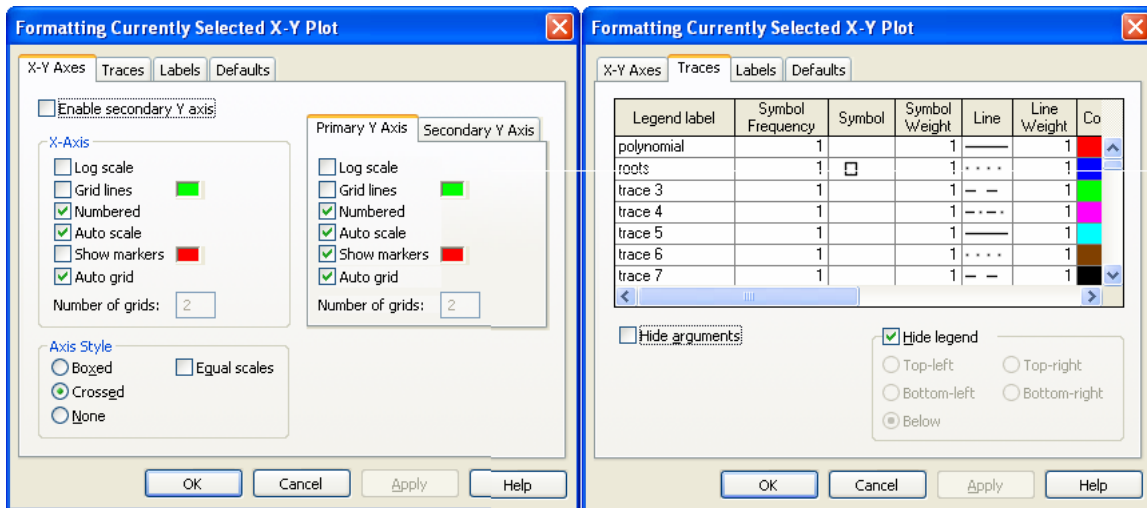 Formatting Currently Selected X-Y Plot
X-Y Axes Traces Labels Defaults
Enable secondary Y axis
X-Axis
Log scale
Grid lines
Numbered
Auto scale
Show markers
Auto grid
Number of grids: 2
Primary Y Axis Secondary Y Axis
Log scale
Grid lines
Numbered
Auto scale
Show markers
Auto grid
Number of grids: 2
Axis Style
Boxed Equal scales
Crossed
None
OK Cancel Apply Help
Formatting Currently Selected X-Y Plot
X-Y Axes Traces Labels Defaults
Legend label Symbol Frequency Symbol Symbol Weight Line Line Weight Co
polynomial 1 1 1
roots 1 1 1
trace 3 1 1 1
trace 4 1 1 1
trace 5 1 1 1
trace 6 1 1 1
trace 7 1 1 1
Hide arguments
Hide legend
Top-left Top-right
Bottom-left Bottom-right
Below
OK Cancel Apply Help